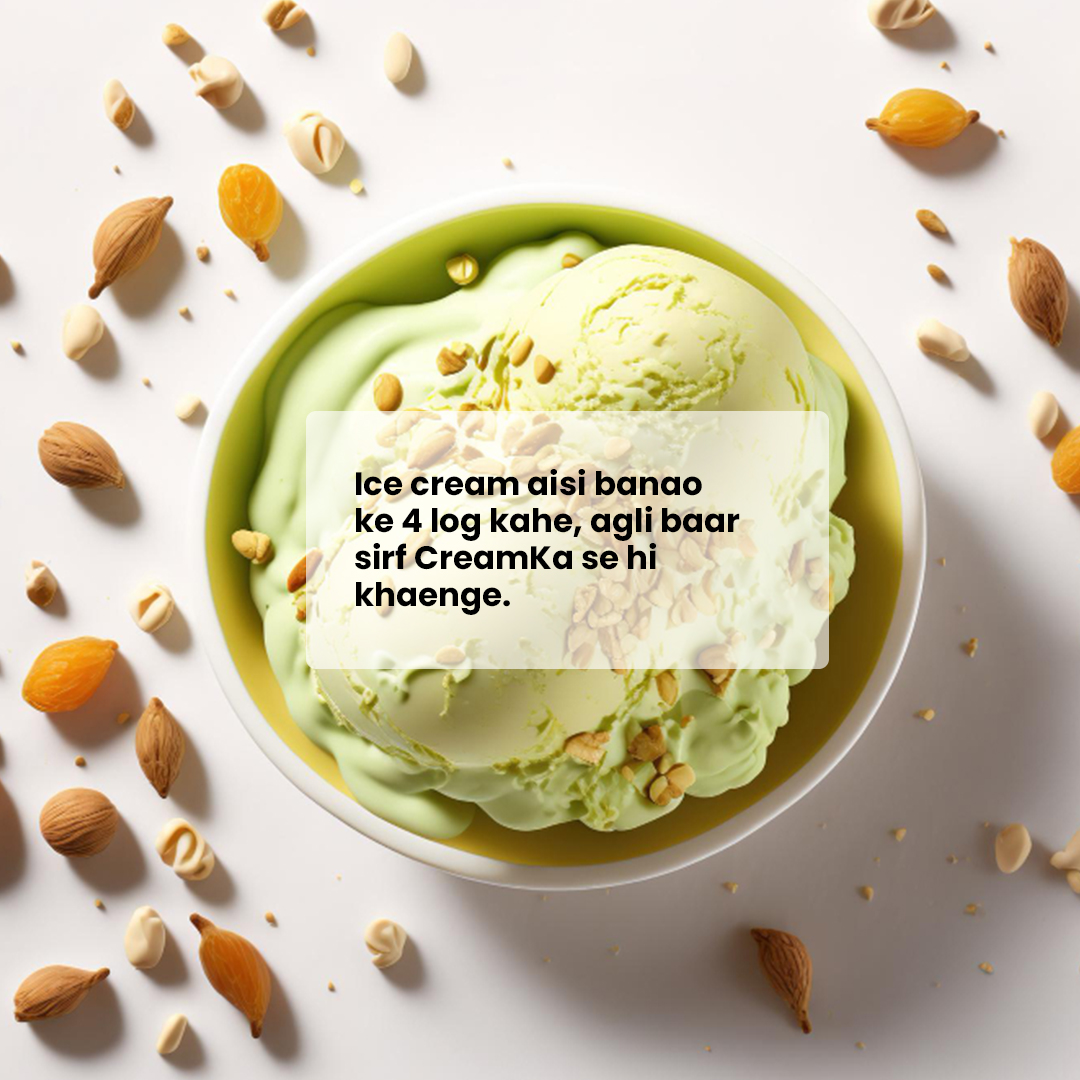 Ice cream aisi banao
ke 4 log kahe, agli baar
sirf CreamKa se hi
khaenge.